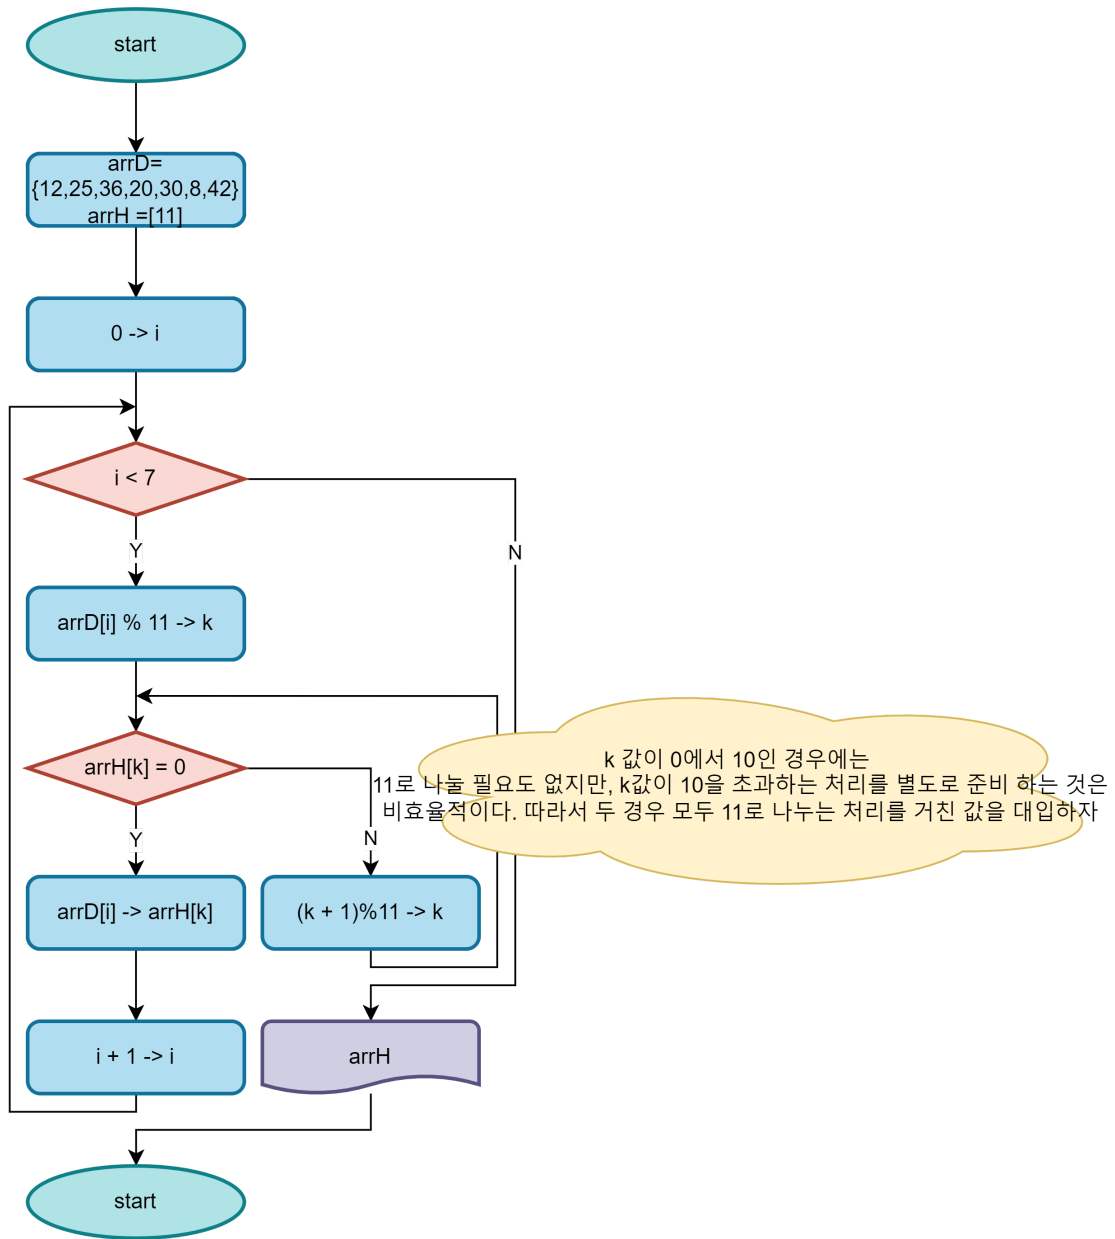 start
arrD=
{12,25,36,20,30,8,42}
arrH =[11]
0 -> i
i < 7
Y
N
arrD[i] % 11 -> k
arrH[k] = 0
k 값이 0에서 10인 경우에는
11로 나눌 필요도 없지만, k값이 10을 초과하는 처리를 별도로 준비 하는 것은
비효율적이다. 따라서 두 경우 모두 11로 나누는 처리를 거친 값을 대입하자
Y
N
arrD[i] -> arrH[k]
(k + 1)%11 -> k
i + 1 -> i
arrH
start